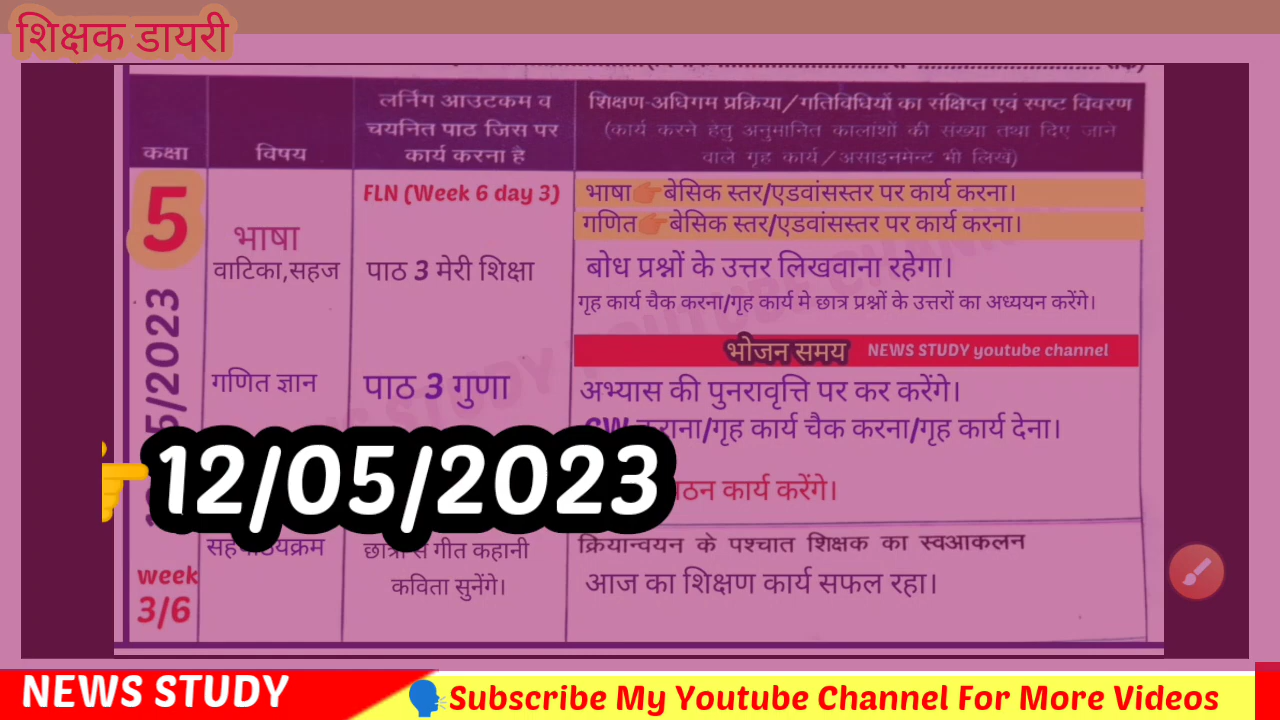 शिक्षक डायरी
कक्षा
विषय
लर्निंग आउटकम व
चयनित पाठ जिस पर
कार्य करना है
शिक्षण-अधिगम प्रक्रिया/गतिविधियों का संक्षिप्त एवं स्पष्ट विवरण
(कार्य करने हेतु अनुमानित कालांशों की संख्या तथा दिए जाने
वाले गृह कार्य/असाइनमेन्ट भी लिखें)
5
FLN (Week 6 day 3)
भाषा👉बेसिक स्तर/एडवांसस्तर पर कार्य करना।
गणित👉बेसिक स्तर/एडवांसस्तर पर कार्य करना।
भाषा
वाटिका,सहज
पाठ 3 मेरी शिक्षा
बोध प्रश्नों के उत्तर लिखवाना रहेगा।
गृह कार्य चैक करना/गृह कार्य मे छात्र प्रश्नों के उत्तरों का अध्ययन करेंगे।
भोजन समय NEWS STUDY youtube channel
गणित ज्ञान
पाठ 3 गुणा
अभ्यास की पुनरावृत्ति पर कर करेंगे।
CW कराना/गृह कार्य चैक करना/गृह कार्य देना।
5/2023
👉12/05/2023
कार्य करेंगे।
छात्रों से गीत कहानी
कविता सुनेंगे।
क्रियान्वयन के पश्चात शिक्षक का स्वआकलन
आज का शिक्षण कार्य सफल रहा।
week
3/6
NEWS STUDY
🗣Subscribe My Youtube Channel For More Videos